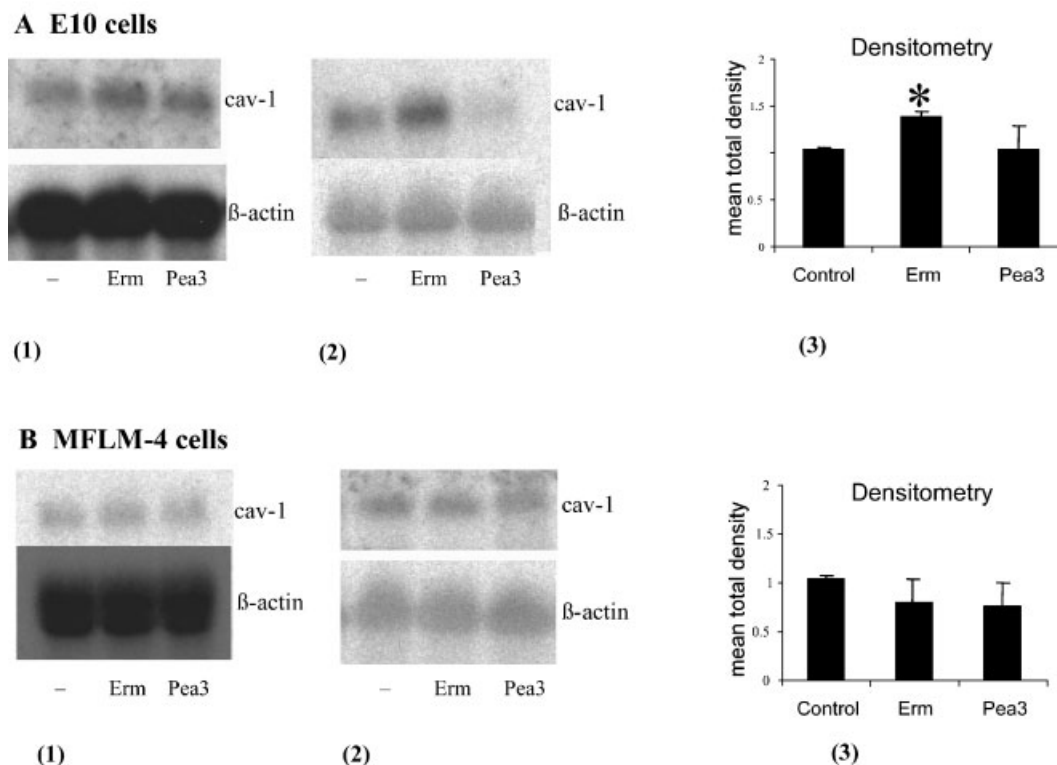 A E10 cells
cav-1
ß-actin
– Erm Pea3
(1)
cav-1
ß-actin
– Erm Pea3
(2)
Densitometry
mean total density
2
1.5
1
0.5
0
*
Control Erm Pea3
(3)
B MFLM-4 cells
cav-1
ß-actin
– Erm Pea3
(1)
cav-1
ß-actin
– Erm Pea3
(2)
Densitometry
mean total density
2
1.5
1
0.5
0
Control Erm Pea3
(3)